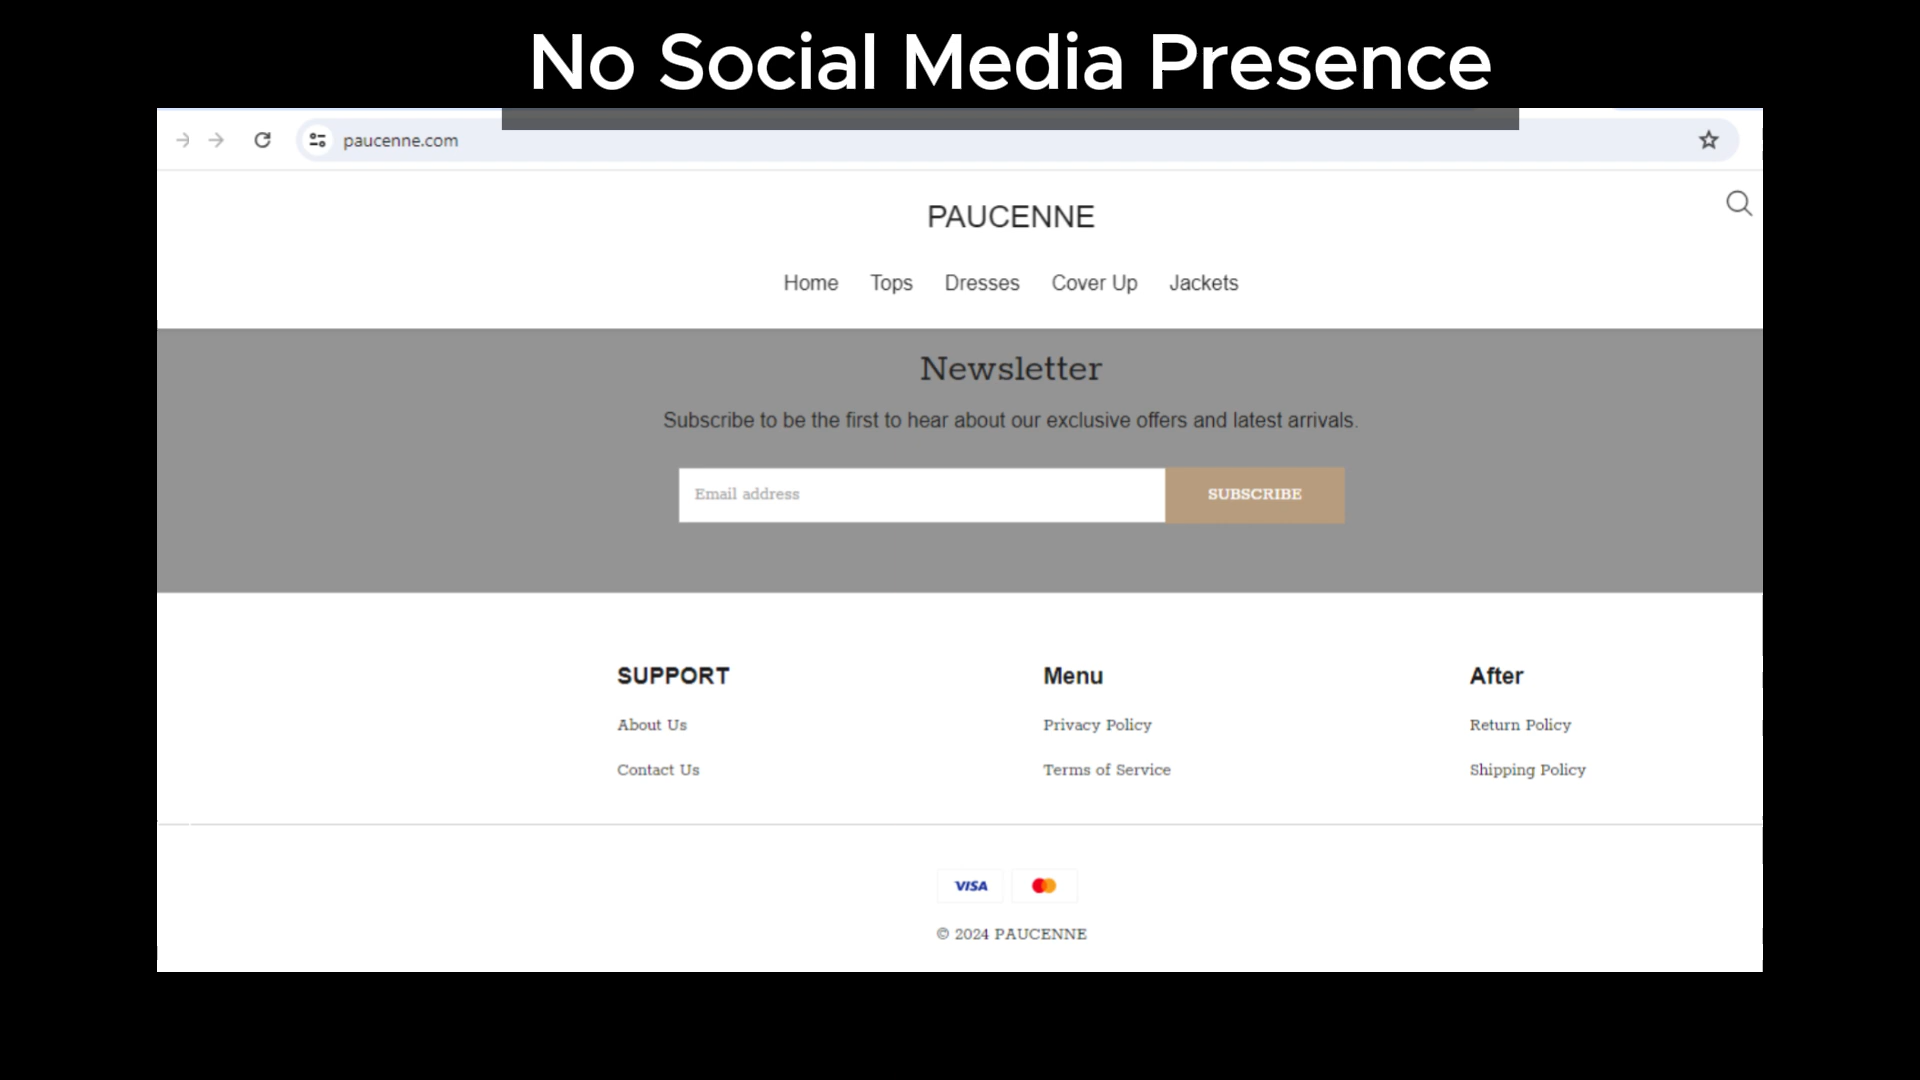 No Social Media Presence
paucenne.com
PAUCENNE
Home Tops Dresses Cover Up Jackets
Newsletter
Subscribe to be the first to hear about our exclusive offers and latest arrivals.
Email address SUBSCRIBE
SUPPORT Menu After
About Us Privacy Policy Return Policy
Contact Us Terms of Service Shipping Policy
VISA
© 2024 PAUCENNE